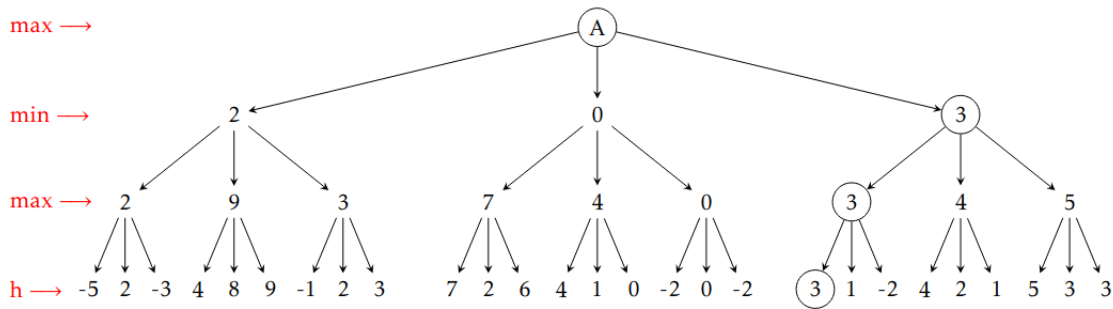 max → A
min → 2 0 3
max → 2 9 3 7 4 0 3 4 5
h → -5 2 -3 4 8 9 -1 2 3 7 2 6 4 1 0 -2 0 -2 3 1 -2 4 2 1 5 3 3